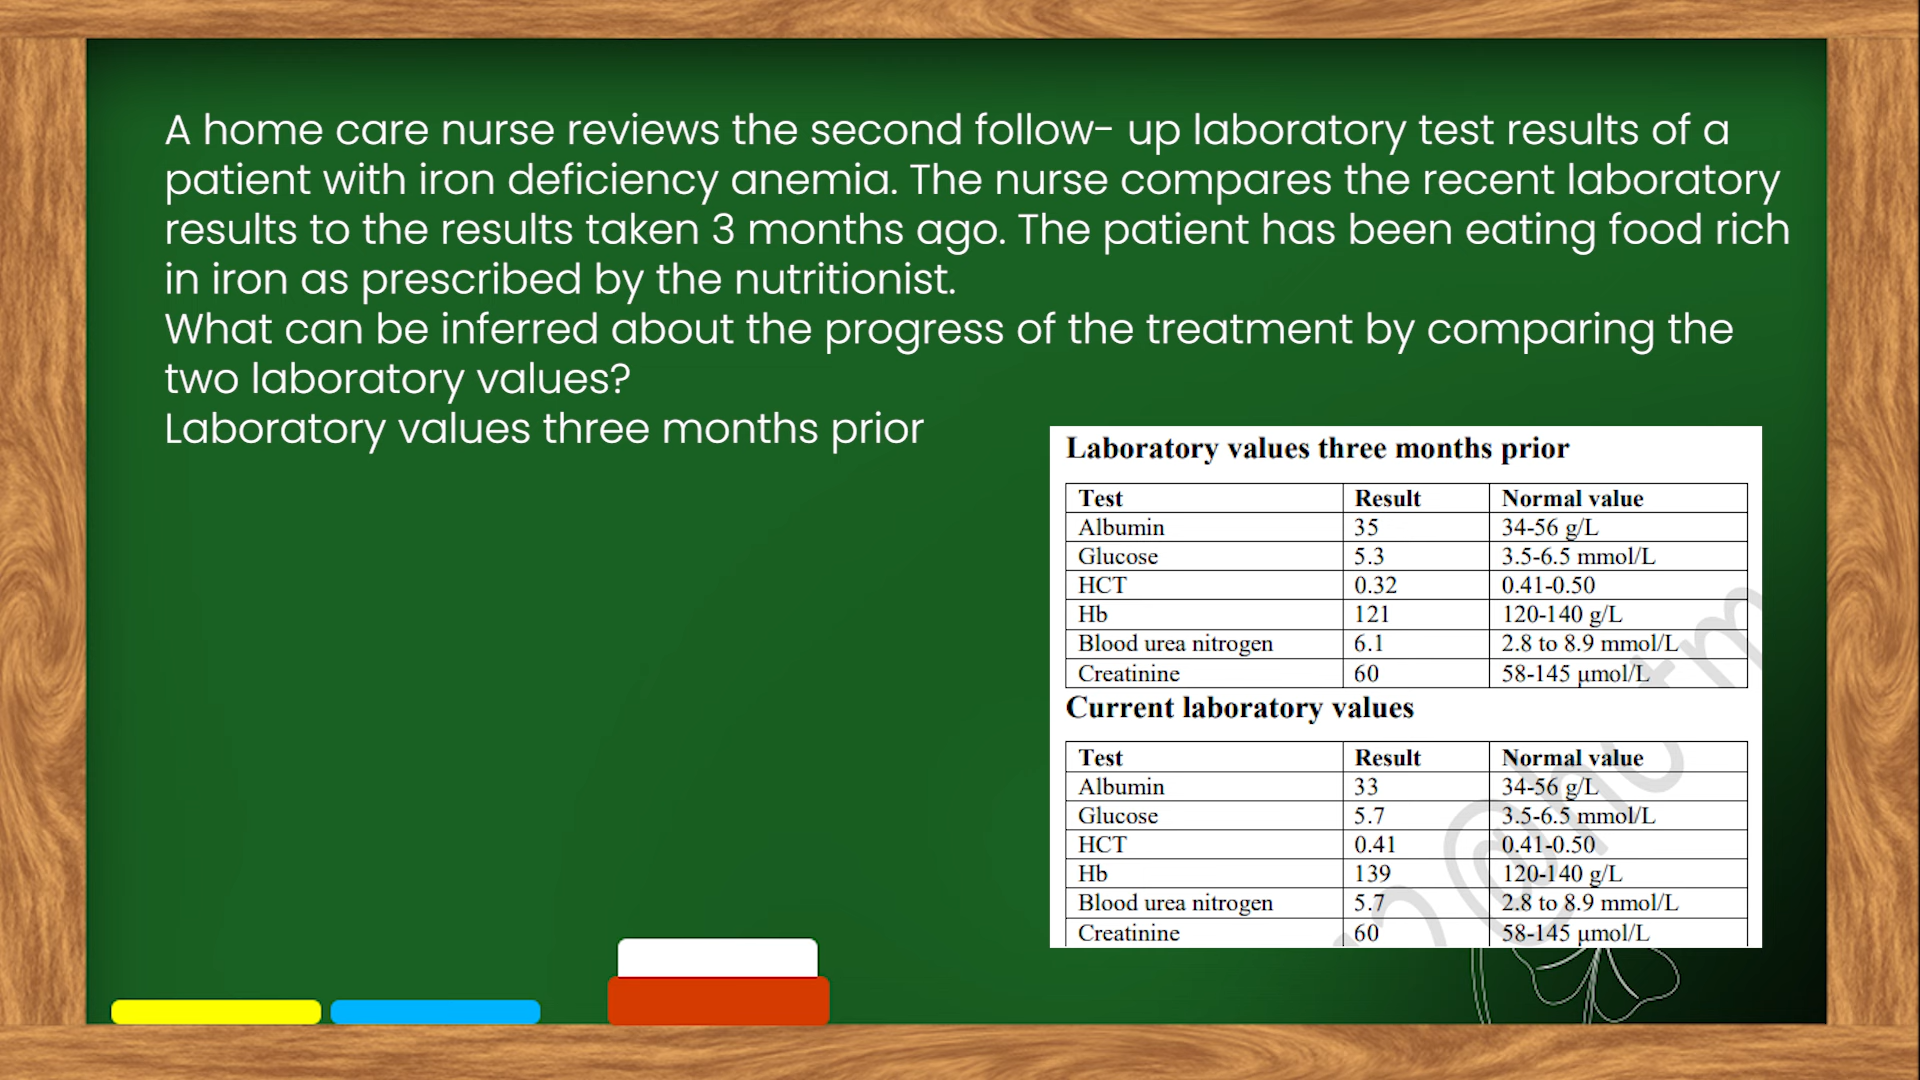 A home care nurse reviews the second follow- up laboratory test results of a
patient with iron deficiency anemia. The nurse compares the recent laboratory
results to the results taken 3 months ago. The patient has been eating food rich
in iron as prescribed by the nutritionist.
What can be inferred about the progress of the treatment by comparing the
two laboratory values?
Laboratory values three months prior
Laboratory values three months prior
Test Result Normal value
Albumin 35 34-56 g/L
Glucose 5.3 3.5-6.5 mmol/L
HCT 0.32 0.41-0.50
Hb 121 120-140 g/L
Blood urea nitrogen 6.1 2.8 to 8.9 mmol/L
Creatinine 60 58-145 µmol/L
Current laboratory values
Test Result Normal value
Albumin 33 34-56 g/L
Glucose 5.7 3.5-6.5 mmol/L
HCT 0.41 0.41-0.50
Hb 139 120-140 g/L
Blood urea nitrogen 5.7 2.8 to 8.9 mmol/L
Creatinine 60 58-145 µmol/L